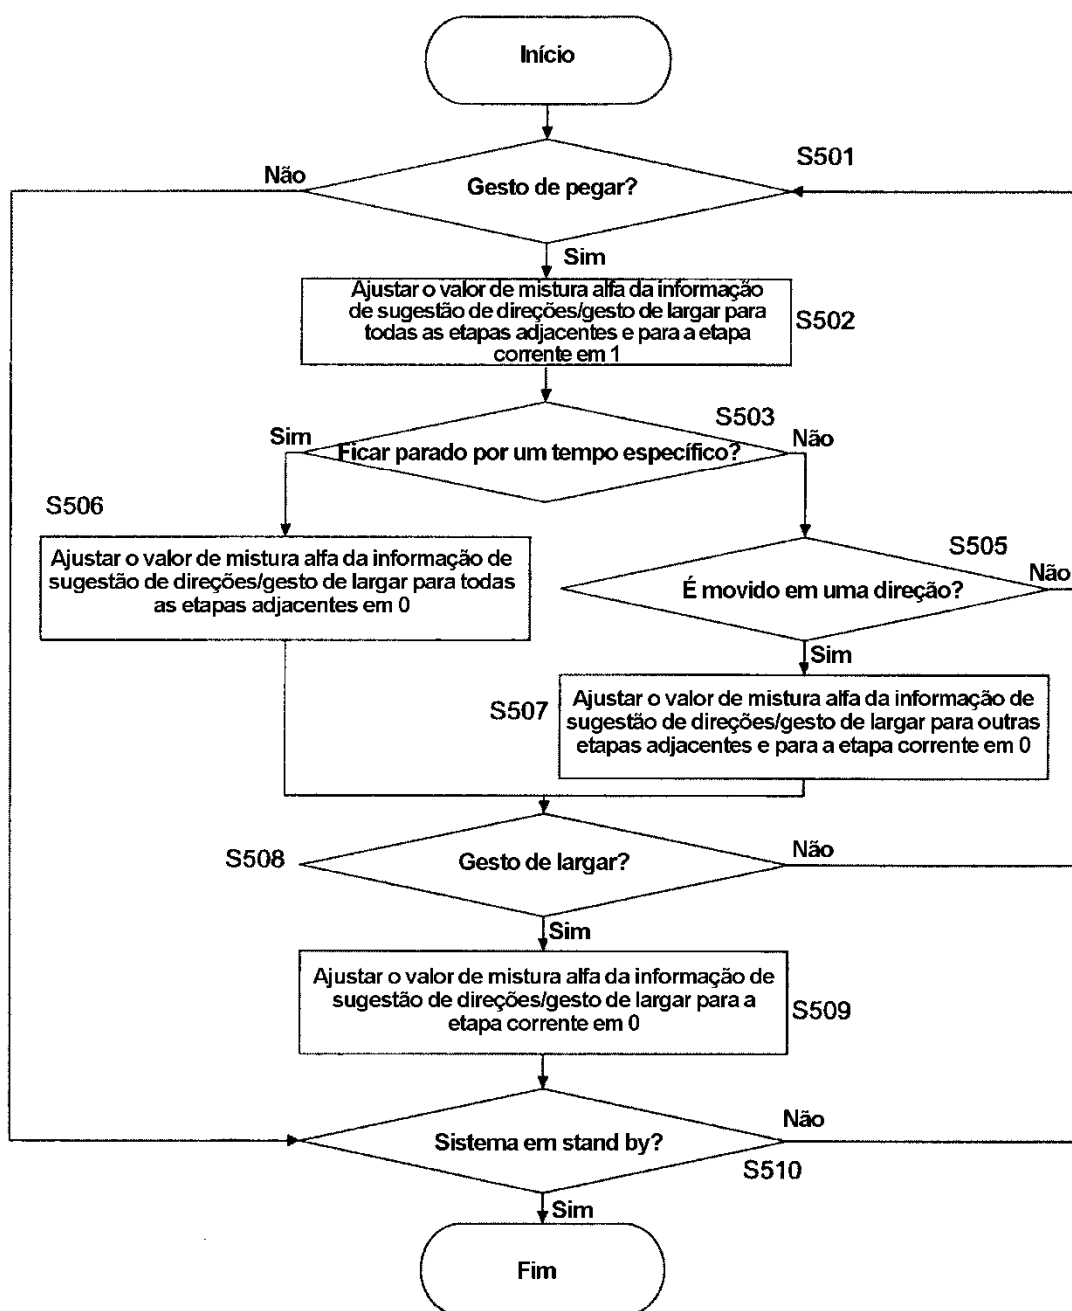 Início
S501
Não
Gesto de pegar?
Sim
Ajustar o valor de mistura alfa da informação
de sugestão de direções/gesto de largar para
todas as etapas adjacentes e para a etapa
corrente em 1
S502
S503
Sim
Ficar parado por um tempo específico?
Não
S506
Ajustar o valor de mistura alfa da informação de
sugestão de direções/gesto de largar para todas
as etapas adjacentes em 0
S505
É movido em uma direção?
Não
Sim
S507
Ajustar o valor de mistura alfa da informação de
sugestão de direções/gesto de largar para outras
etapas adjacentes e para a etapa corrente em 0
S508
Gesto de largar?
Não
Sim
Ajustar o valor de mistura alfa da informação de
sugestão de direções/gesto de largar para a
etapa corrente em 0
S509
Não
Sistema em stand by?
S510
Sim
Fim